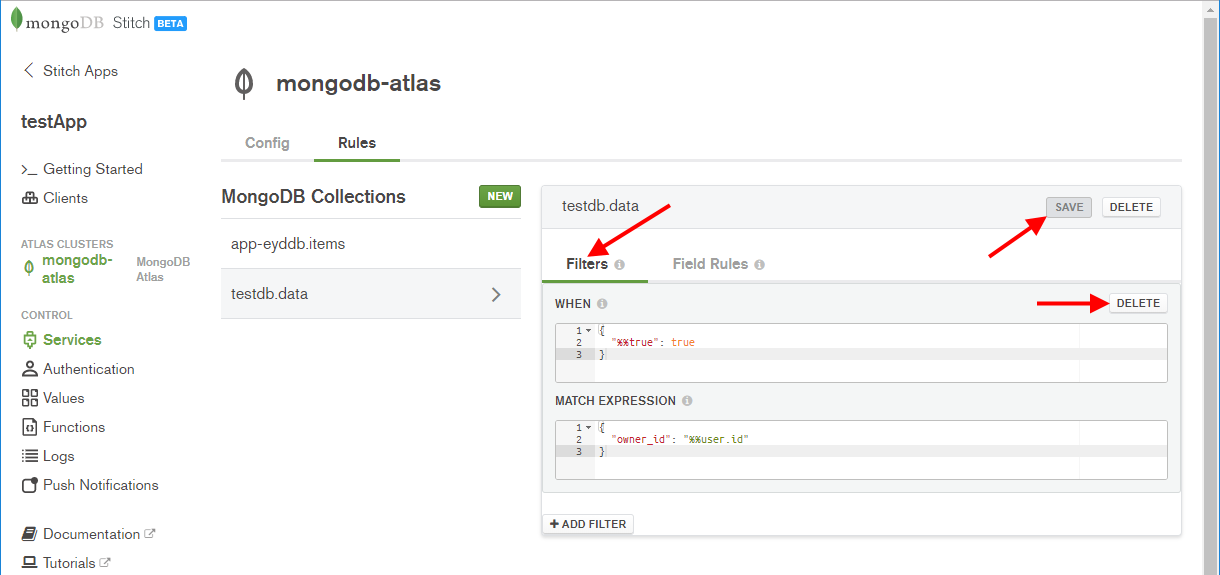 mongoDB Stitch BETA
Stitch Apps
testApp
>_ Getting Started
Clients
ATLAS CLUSTERS
mongodb-
atlas
MongoDB
Atlas
CONTROL
Services
Authentication
Values
Functions
Logs
Push Notifications
Documentation
Tutorials
mongodb-atlas
Config Rules
MongoDB Collections NEW
app-eyddb.items
testdb.data
testdb.data SAVE DELETE
Filters Field Rules
WHEN DELETE
1 {
2 "%%true": true
3 }
MATCH EXPRESSION
1 {
2 "owner_id": "%%user.id"
3 }
+ ADD FILTER